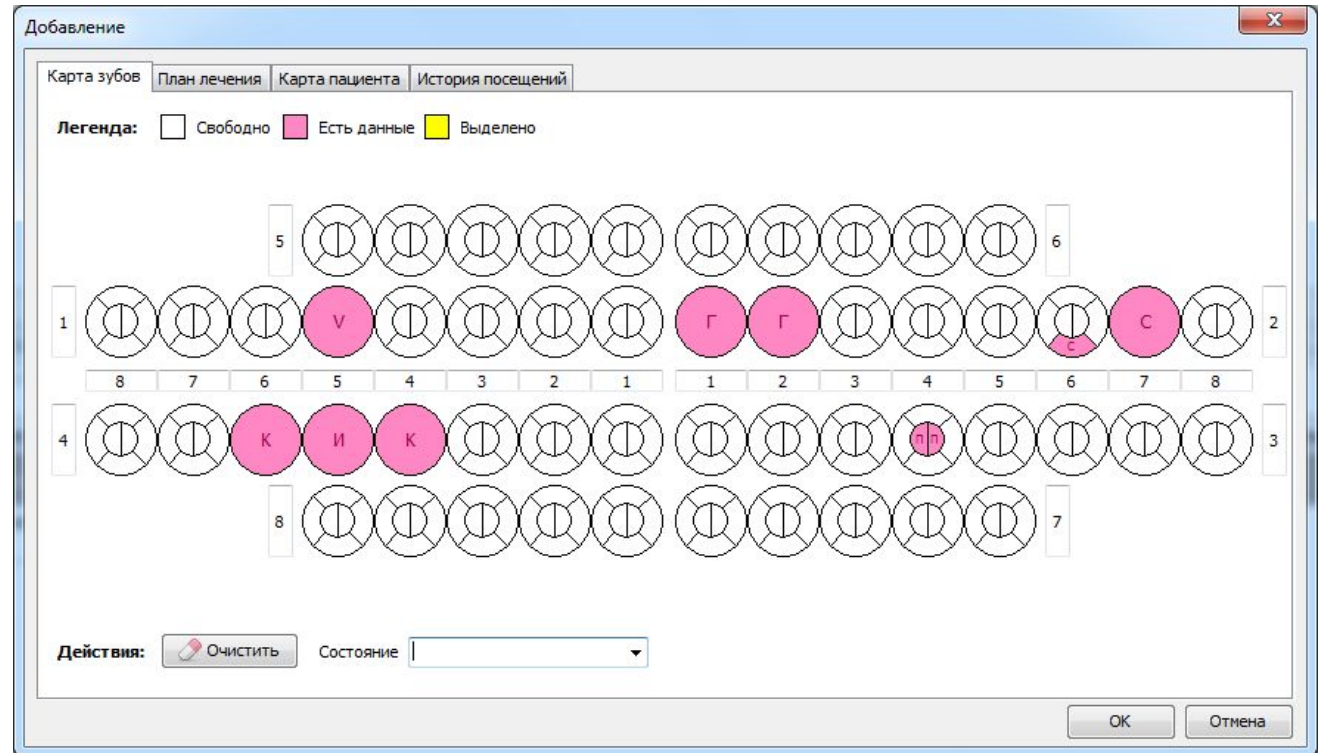 Добавление
Карта зубов План лечения Карта пациента История посещений
Легенда: Свободно Есть данные Выделено
5 6
1 V Г Г С С 2
8 7 6 5 4 3 2 1 1 2 3 4 5 6 7 8
4 К И К П П 3
8 7
Действия: Очистить Состояние
ОК Отмена